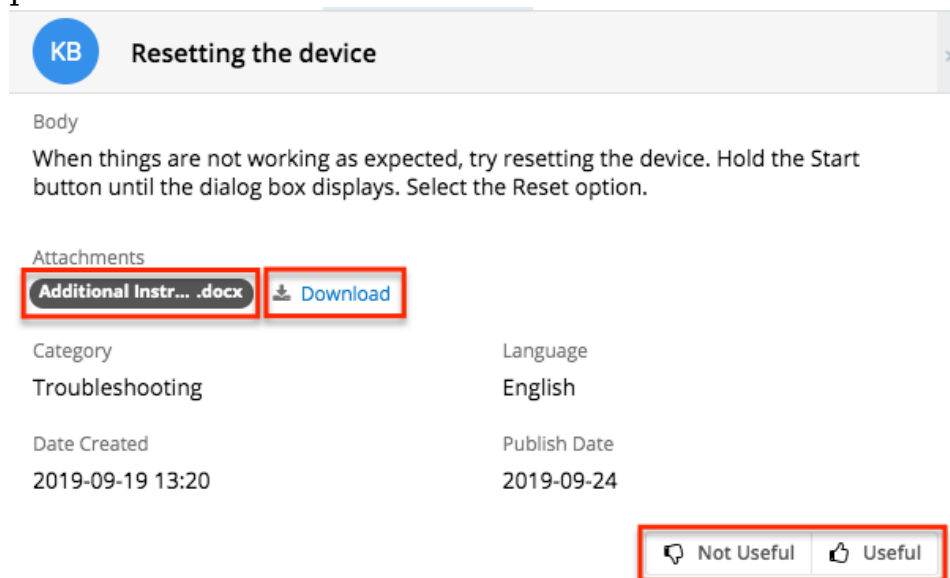 KB
Resetting the device
Body
When things are not working as expected, try resetting the device. Hold the Start
button until the dialog box displays. Select the Reset option.
Attachments
Additional Instr... .docx Download
Category Language
Troubleshooting English
Date Created Publish Date
2019-09-19 13:20 2019-09-24
Not Useful Useful